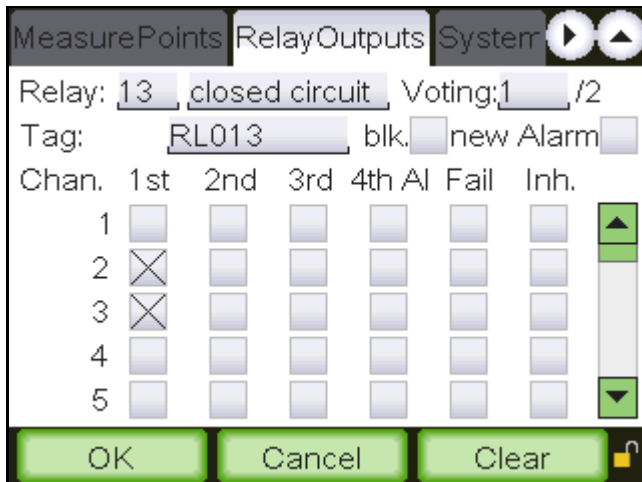 MeasurePoints RelayOutputs System
Relay: 13 closed circuit Voting:1 /2
Tag: RL013 blk. new Alarm
Chan. 1st 2nd 3rd 4th Al Fail Inh.
1
2
3
4
5
OK Cancel Clear